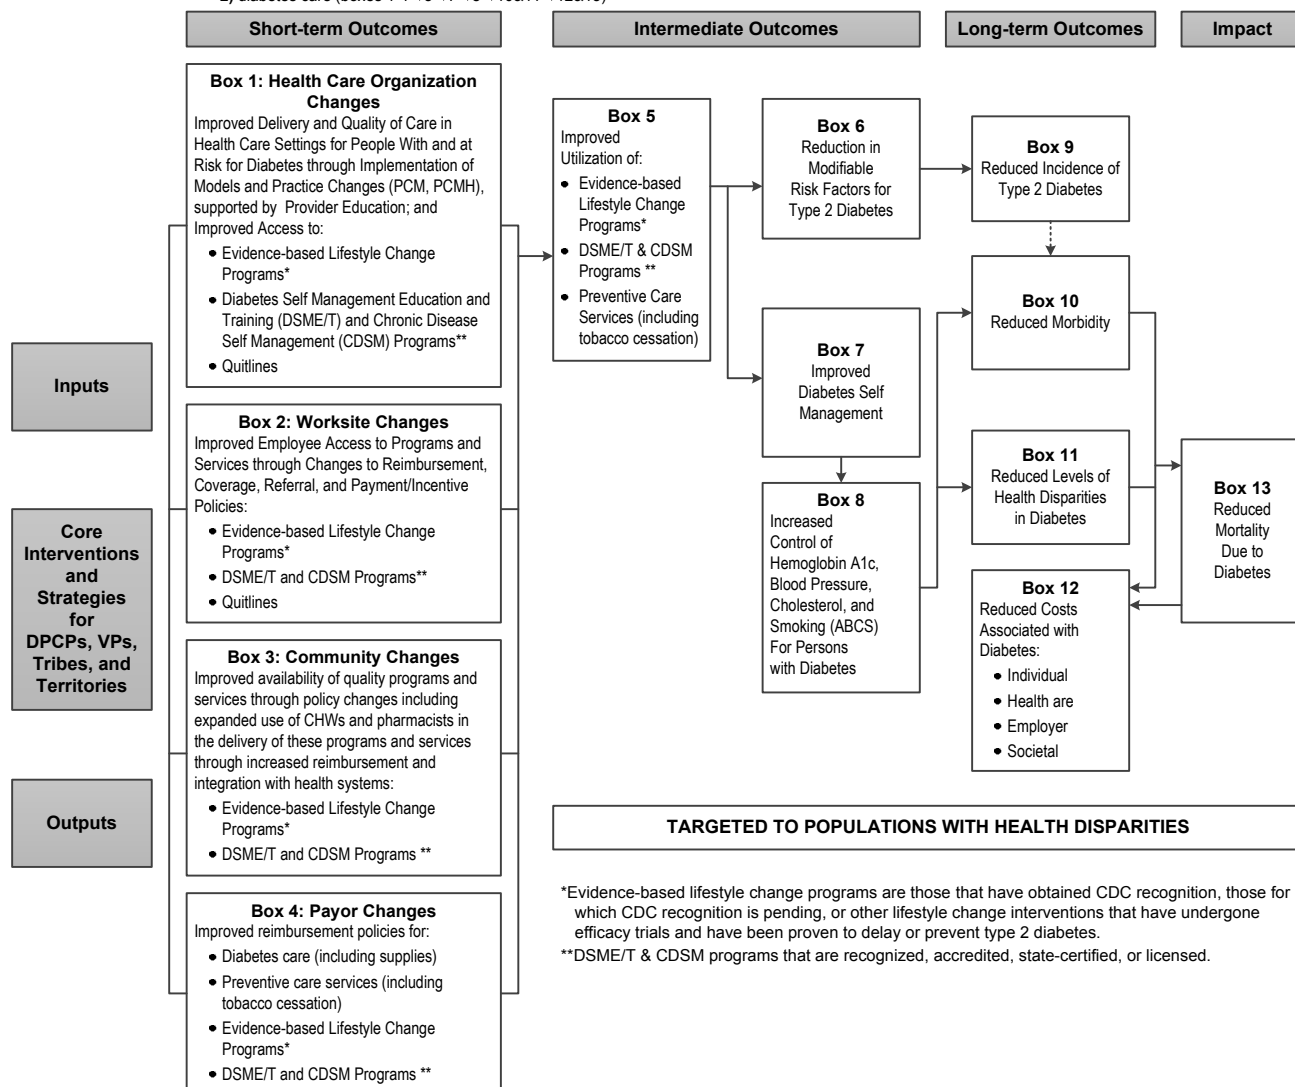 Short-term Outcomes
Intermediate Outcomes
Long-term Outcomes
Impact
Inputs
Core
Interventions
and
Strategies
for
DPCPs, VPs,
Tribes, and
Territories
Outputs
Box 1: Health Care Organization
Changes
Improved Delivery and Quality of Care in
Health Care Settings for People With and at
Risk for Diabetes through Implementation of
Models and Practice Changes (PCM, PCMH),
supported by Provider Education; and
Improved Access to:
• Evidence-based Lifestyle Change
Programs*
• Diabetes Self Management Education and
Training (DSME/T) and Chronic Disease
Self Management (CDSM) Programs**
• Quitlines
Box 2: Worksite Changes
Improved Employee Access to Programs and
Services through Changes to Reimbursement,
Coverage, Referral, and Payment/Incentive
Policies:
• Evidence-based Lifestyle Change
Programs*
• DSME/T and CDSM Programs**
• Quitlines
Box 3: Community Changes
Improved availability of quality programs and
services through policy changes including
expanded use of CHWs and pharmacists in
the delivery of these programs and services
through increased reimbursement and
integration with health systems:
• Evidence-based Lifestyle Change
Programs*
• DSME/T and CDSM Programs **
Box 4: Payor Changes
Improved reimbursement policies for:
• Diabetes care (including supplies)
• Preventive care services (including
tobacco cessation)
• Evidence-based Lifestyle Change
Programs*
• DSME/T and CDSM Programs **
Box 5
Improved
Utilization of:
• Evidence-based
Lifestyle Change
Programs*
• DSME/T & CDSM
Programs **
• Preventive Care
Services (including
tobacco cessation)
Box 6
Reduction in
Modifiable
Risk Factors for
Type 2 Diabetes
Box 7
Improved
Diabetes Self
Management
Box 8
Increased
Control of
Hemoglobin A1c,
Blood Pressure,
Cholesterol, and
Smoking (ABCS)
For Persons
with Diabetes
Box 9
Reduced Incidence of
Type 2 Diabetes
Box 10
Reduced Morbidity
Box 11
Reduced Levels of
Health Disparities
in Diabetes
Box 12
Reduced Costs
Associated with
Diabetes:
• Individual
• Health are
• Employer
• Societal
Box 13
Reduced
Mortality
Due to
Diabetes
TARGETED TO POPULATIONS WITH HEALTH DISPARITIES
*Evidence-based lifestyle change programs are those that have obtained CDC recognition, those for
which CDC recognition is pending, or other lifestyle change interventions that have undergone
efficacy trials and have been proven to delay or prevent type 2 diabetes.
**DSME/T & CDSM programs that are recognized, accredited, state-certified, or licensed.